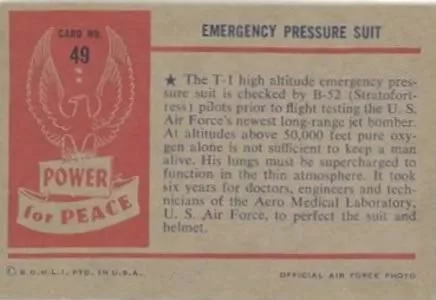 CARD NO.
49
POWER
for PEACE
EMERGENCY PRESSURE SUIT
★ The T-1 high altitude emergency pres-
sure suit is checked by B-52 (Stratofort-
ress) pilots prior to flight testing the U. S.
Air Force's newest long-range jet bomber.
At altitudes above 50,000 feet pure oxy-
gen alone is not sufficient to keep a man
alive. His lungs must be supercharged to
function in the thin atmosphere. It took
six years for doctors, engineers and tech-
nicians of the Aero Medical Laboratory,
U. S. Air Force, to perfect the suit and
helmet.
© B.G.H.L.I. PTD. IN U.S.A.
OFFICIAL AIR FORCE PHOTO